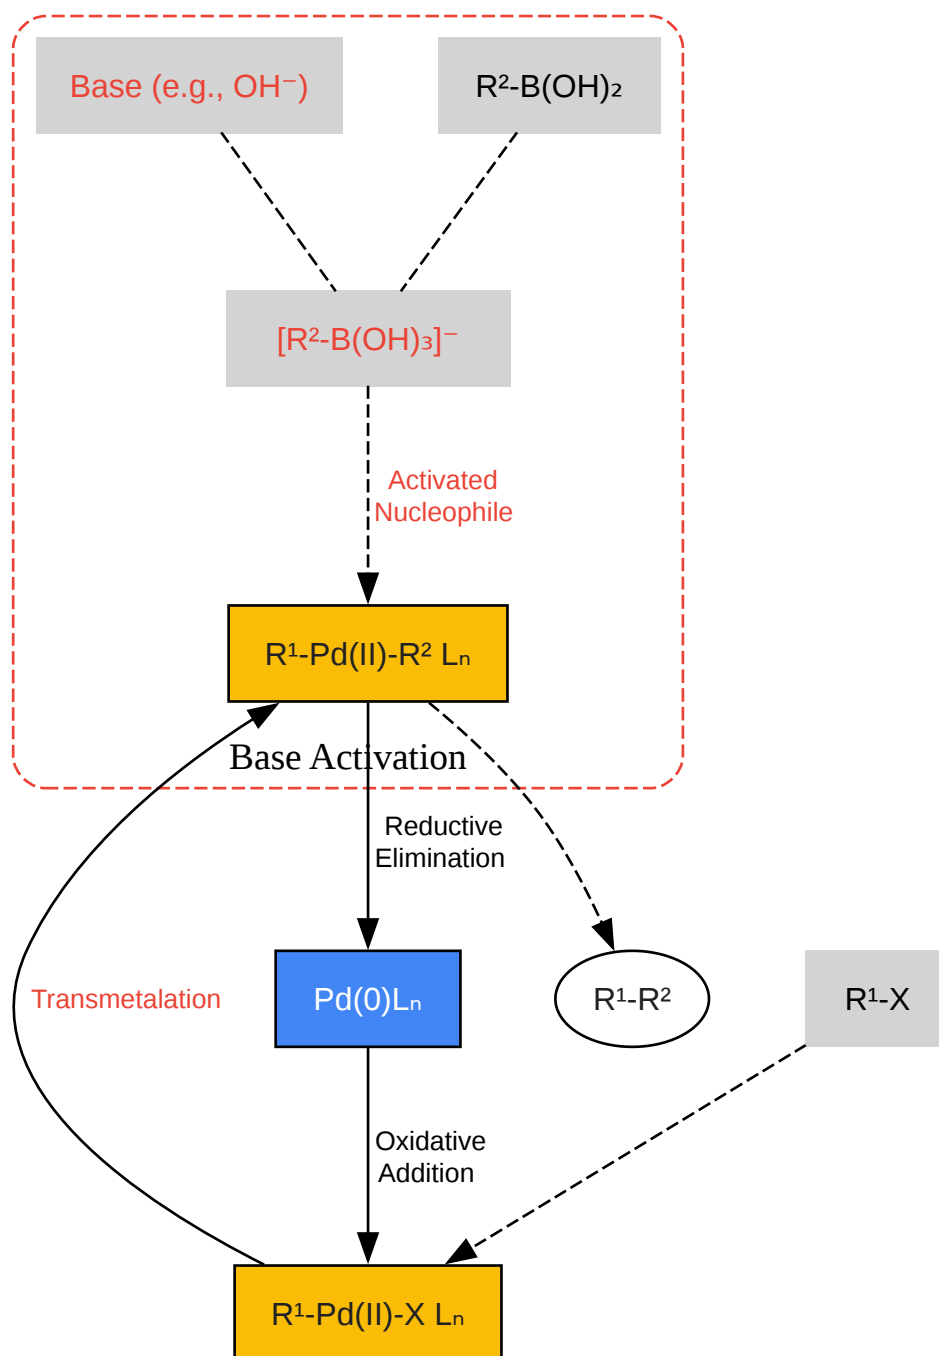 Base (e.g., OH⁻)
R²-B(OH)₂
[R²-B(OH)₃]⁻
Activated
Nucleophile
R¹-Pd(II)-R² Lₙ
Base Activation
Reductive
Elimination
Transmetalation
Pd(0)Lₙ
R¹-R²
R¹-X
Oxidative
Addition
R¹-Pd(II)-X Lₙ